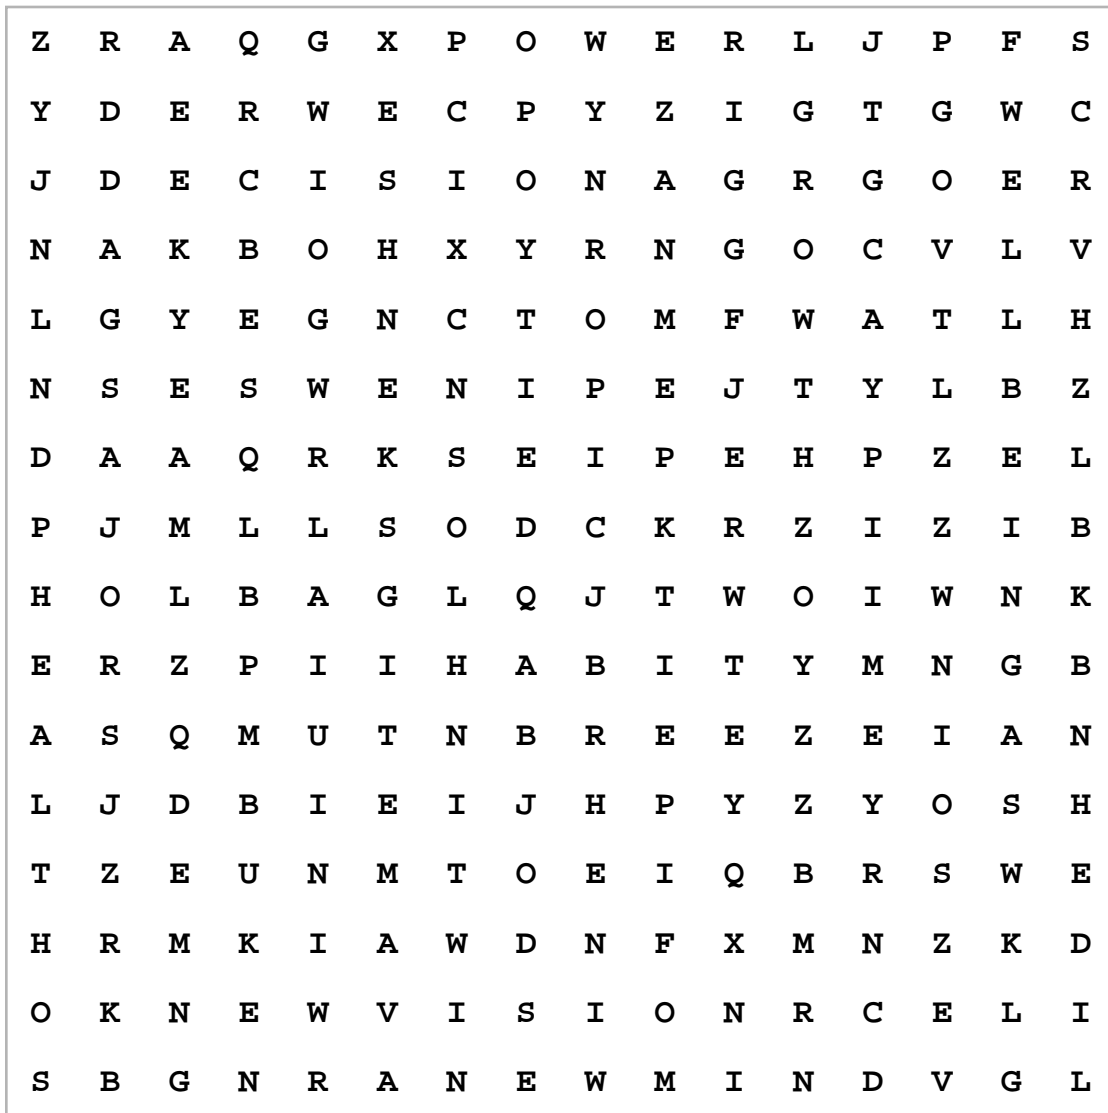 Z R A Q G X P O W E R L J P F S
Y D E R W E C P Y Z I G T G W C
J D E C I S I O N A G R G O E R
N A K B O H X Y R N G O C V L V
L G Y E G N C T O M F W A T L H
N S E S W E N I P E J T Y L B Z
D A A Q R K S E I P E H P Z E L
P J M L L S O D C K R Z I Z I B
H O L B A G L Q J T W O I W N K
E R Z P I I H A B I T Y M N G B
A S Q M U T N B R E E Z E I A N
L J D B I E I J H P Y Z Y O S H
T Z E U N M T O E I Q B R S W E
H R M K I A W D N F X M N Z K D
O K N E W V I S I O N R C E L I
S B G N R A N E W M I N D V G L